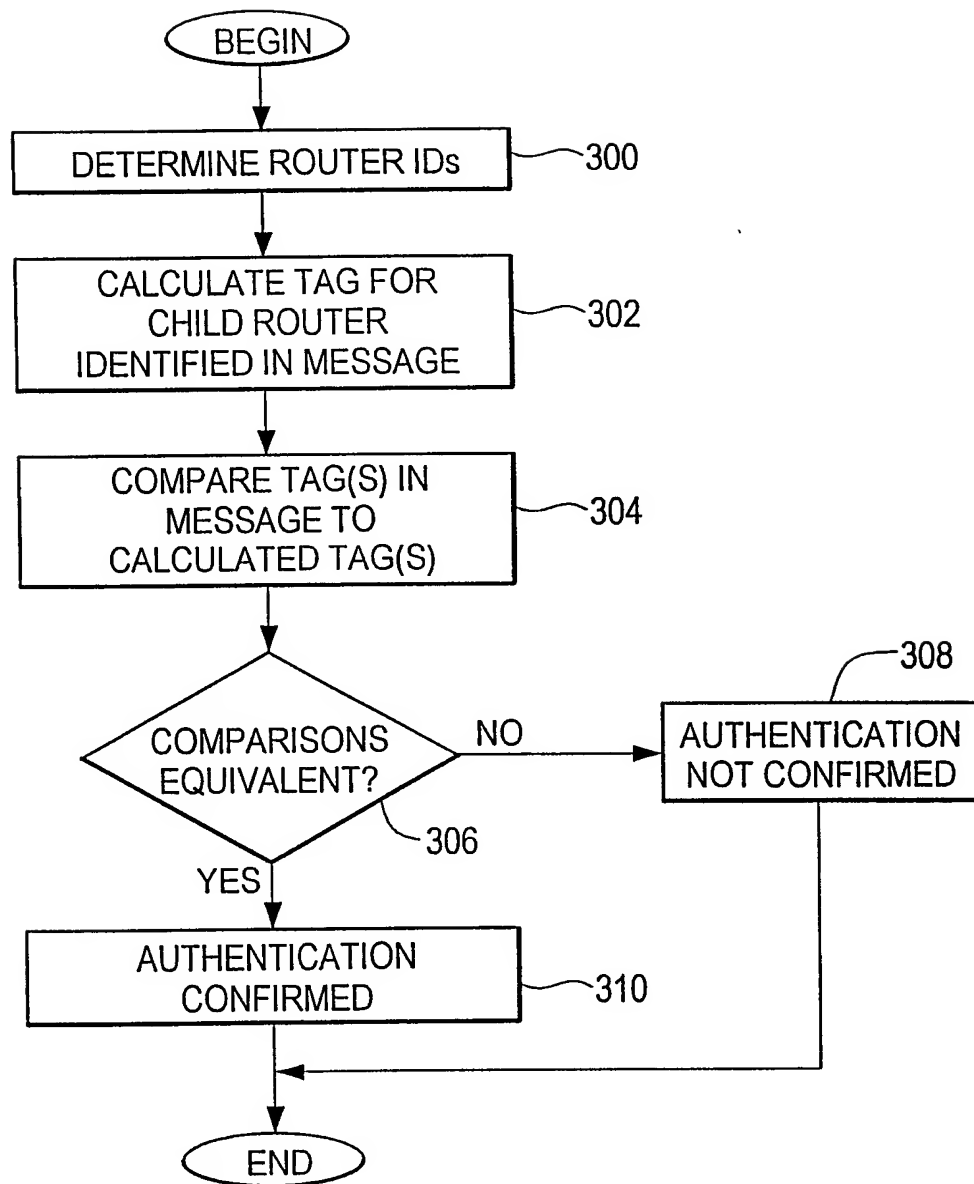 BEGIN
DETERMINE ROUTER IDs
300
CALCULATE TAG FOR
CHILD ROUTER
IDENTIFIED IN MESSAGE
302
COMPARE TAG(S) IN
MESSAGE TO
CALCULATED TAG(S)
304
COMPARISONS
EQUIVALENT?
306
NO
308
AUTHENTICATION
NOT CONFIRMED
YES
AUTHENTICATION
CONFIRMED
310
END